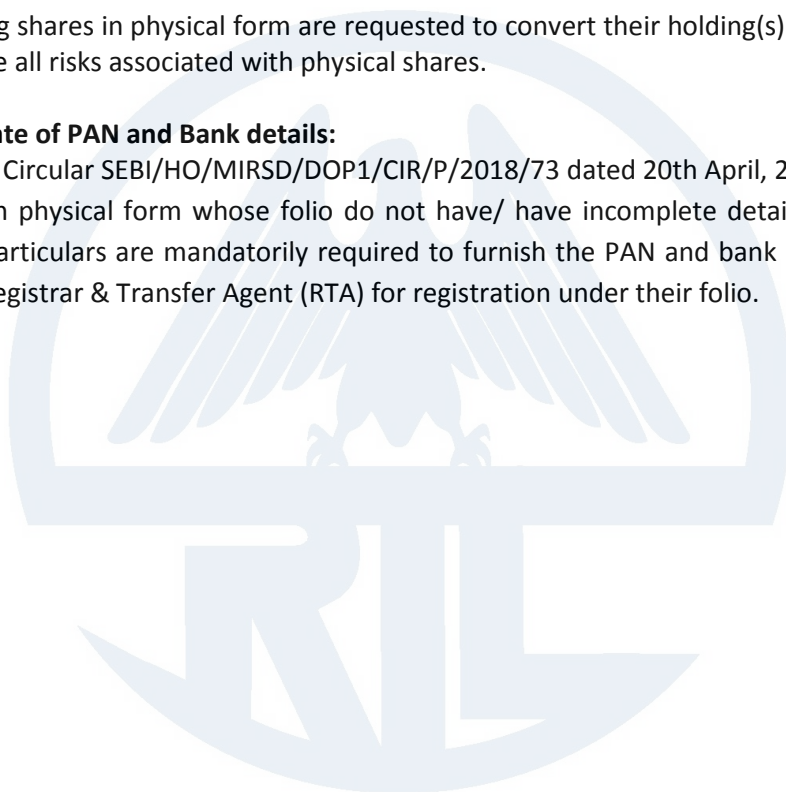 g shares in physical form are requested to convert their holding(s)
e all risks associated with physical shares.
ate of PAN and Bank details:
Circular SEBI/HO/MIRSD/DOP1/CIR/P/2018/73 dated 20th April, 2
n physical form whose folio do not have/ have incomplete detai
articulars are mandatorily required to furnish the PAN and bank
egistrar & Transfer Agent (RTA) for registration under their folio.
RTL